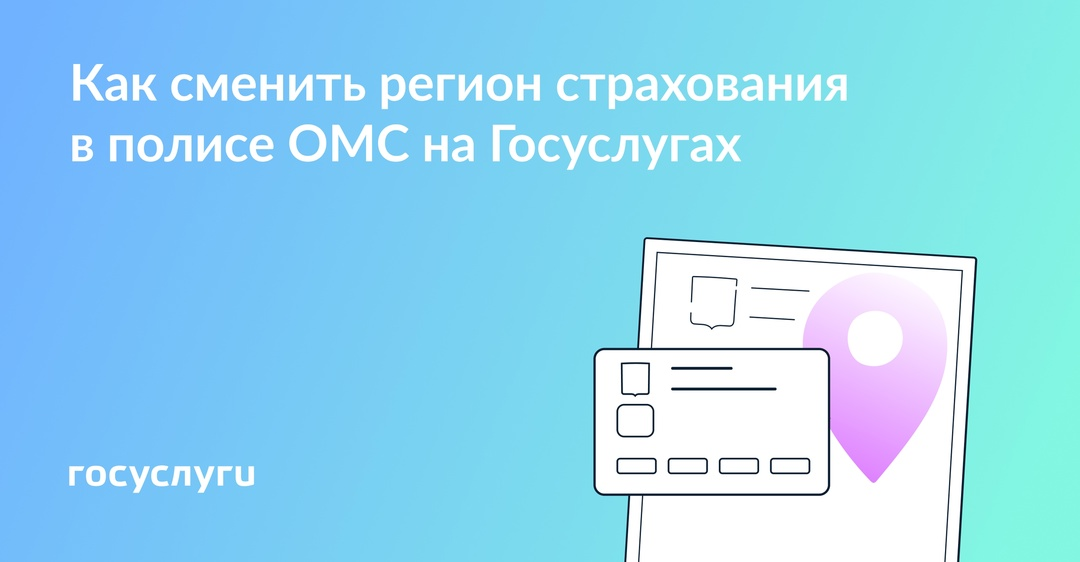 Как сменить регион страхования
в полисе ОМС на Госуслугах
госуслуги